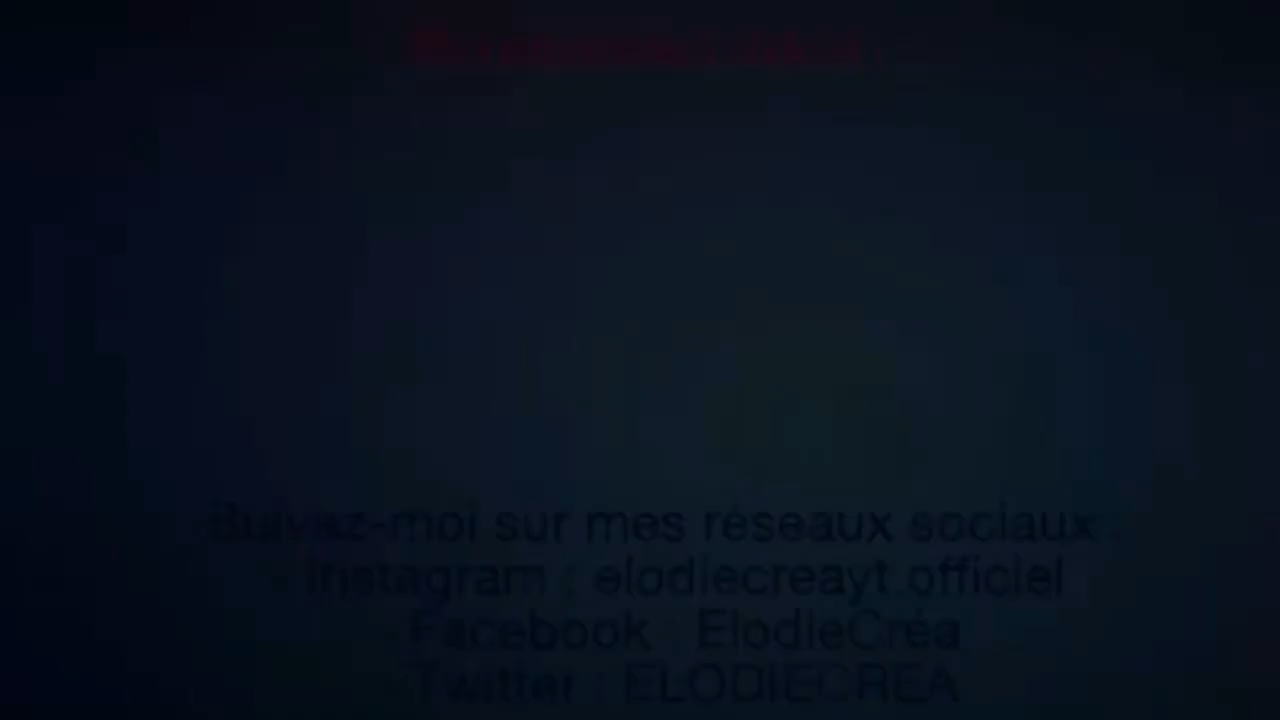 Suivez-moi sur mes réseaux sociaux
Instagram : elodiecreayt.officiel
Facebook : ElodieCréa
Twitter : ELODIECREA